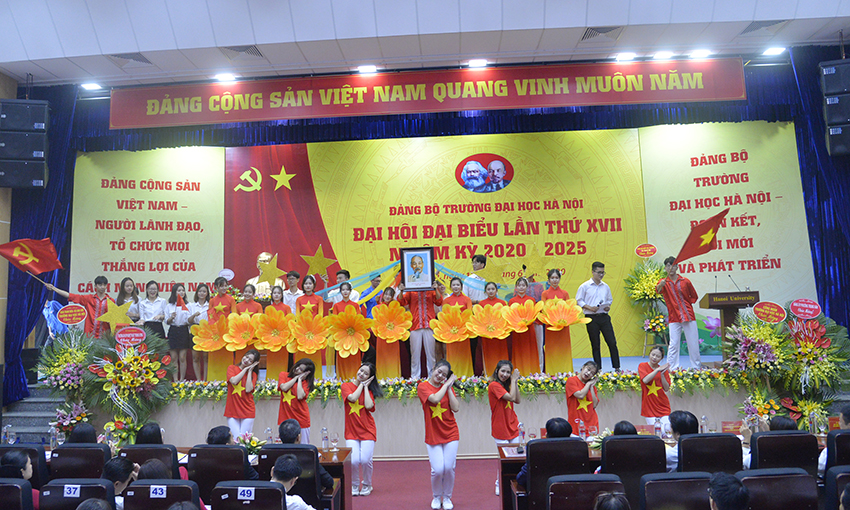 ĐẢNG CỘNG SẢN VIỆT NAM QUANG VINH MUÔN NĂM
ĐẢNG CỘNG SẢN
VIỆT NAM –
NGƯỜI LÃNH ĐẠO,
TỔ CHỨC MỌI
THẮNG LỢI CỦA
VIỆT NAM
ĐẢNG BỘ TRƯỜNG ĐẠI HỌC HÀ NỘI
ĐẠI HỘI ĐẠI BIỂU LẦN THỨ XVII
NHIỆM KỲ 2020 2025
ĐẢNG BỘ
TRƯỜNG
ĐẠI HỌC HÀ NỘI –
KẾT,
MỚI
VÀ PHÁT TRIỂN
Hanoi University
37
43
49